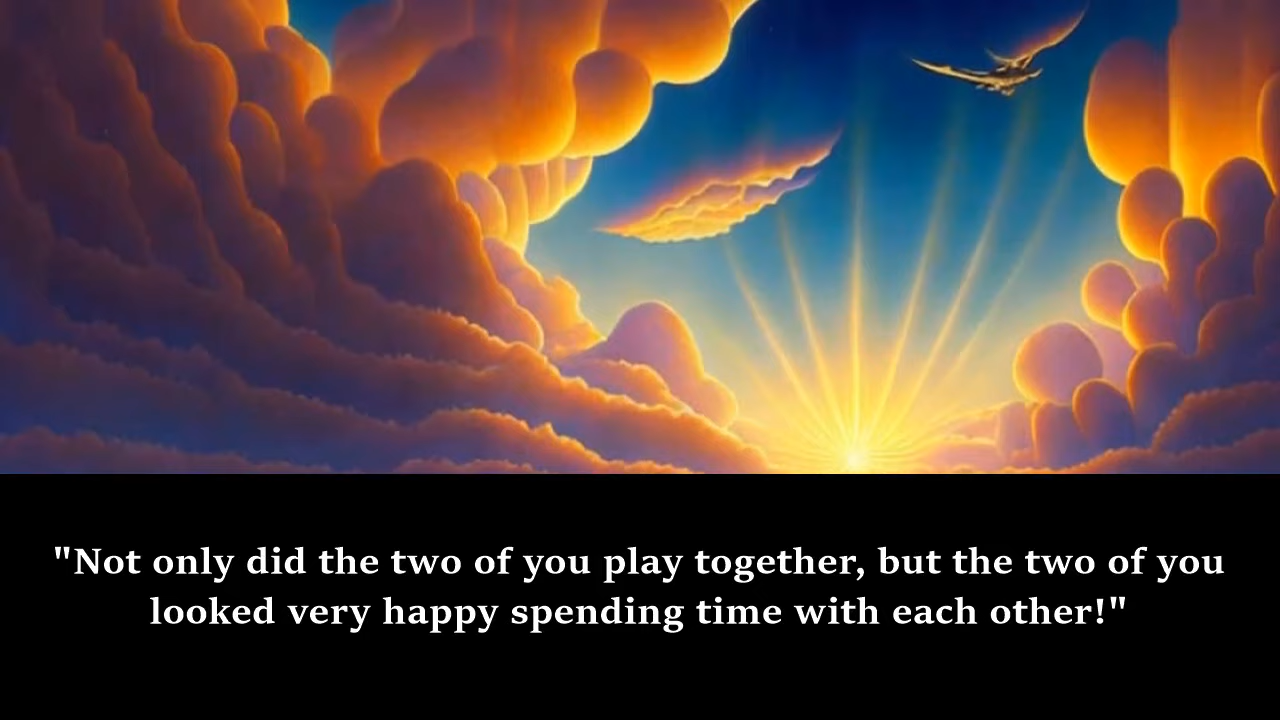 "Not only did the two of you play together, but the two of you
looked very happy spending time with each other!"